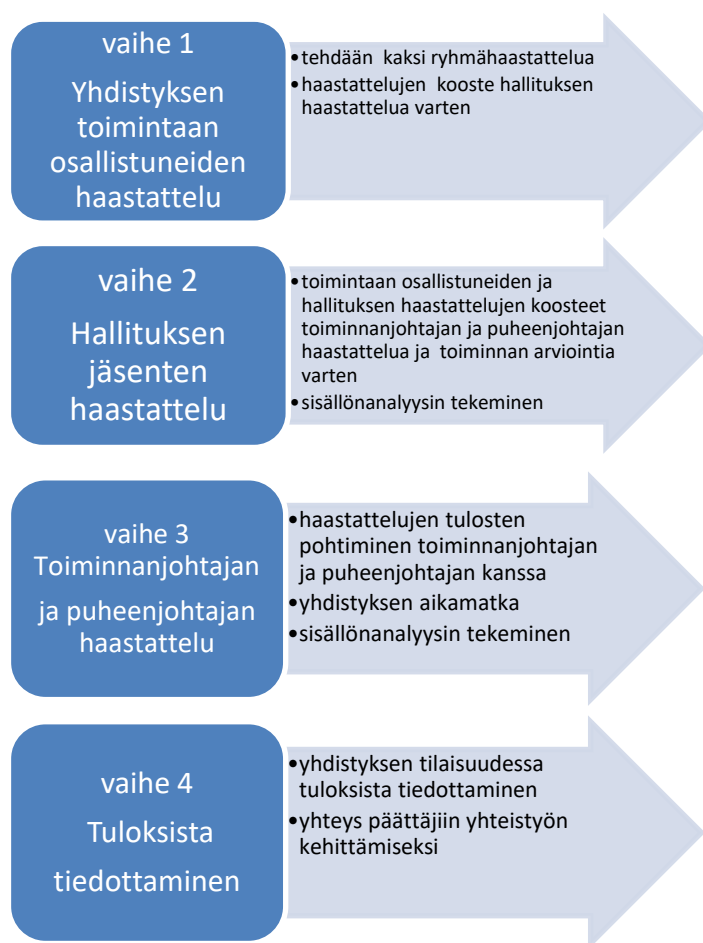 vaihe 1
Yhdistyksen
toimintaan
osallistuneiden
haastattelu
•tehdään kaksi ryhmähaastattelua
•haastattelujen kooste hallituksen
haastattelua varten
vaihe 2
Hallituksen
jäsenten
haastattelu
•toimintaan osallistuneiden ja
hallituksen haastattelujen koosteet
toiminnanjohtajan ja puheenjohtajan
haastattelua ja toiminnan arviointia
varten
•sisällönanalyysin tekeminen
vaihe 3
Toiminnanjohtajan
ja puheenjohtajan
haastattelu
•haastattelujen tulosten
pohtiminen toiminnanjohtajan
ja puheenjohtajan kanssa
•yhdistyksen aikamatka
•sisällönanalyysin tekeminen
vaihe 4
Tuloksista
tiedottaminen
•yhdistyksen tilaisuudessa
tuloksista tiedottaminen
•yhteys päättäjiin yhteistyön
kehittämiseksi